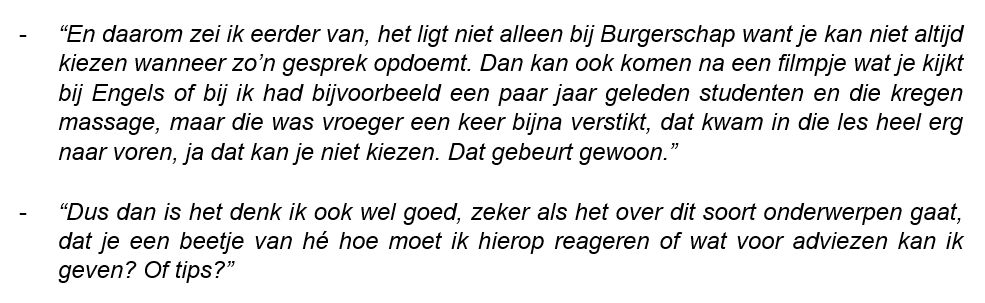 - “En daarom zei ik eerder van, het ligt niet alleen bij Burgerschap want je kan niet altijd
kiezen wanneer zo’n gesprek opdoemt. Dan kan ook komen na een filmpje wat je kijkt
bij Engels of bij ik had bijvoorbeeld een paar jaar geleden studenten en die kregen
massage, maar die was vroeger een keer bijna verstikt, dat kwam in die les heel erg
naar voren, ja dat kan je niet kiezen. Dat gebeurt gewoon.”
- “Dus dan is het denk ik ook wel goed, zeker als het over dit soort onderwerpen gaat,
dat je een beetje van hé hoe moet ik hierop reageren of wat voor adviezen kan ik
geven? Of tips?”